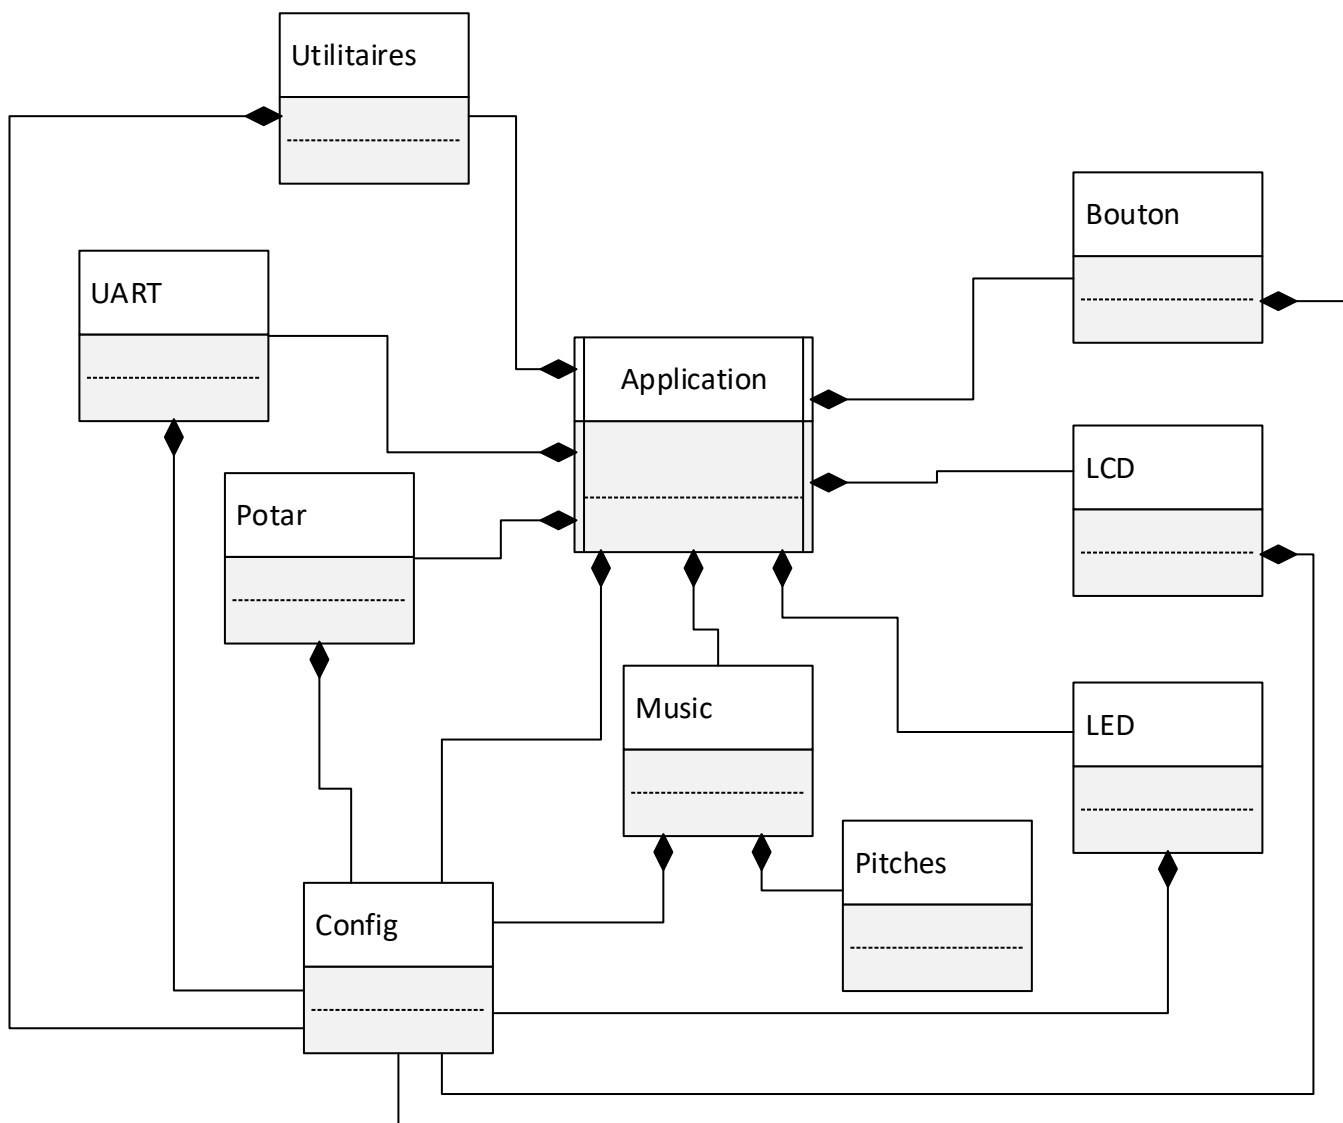 Utilitaires
Bouton
UART
Application
LCD
Potar
Music
LED
Pitches
Config